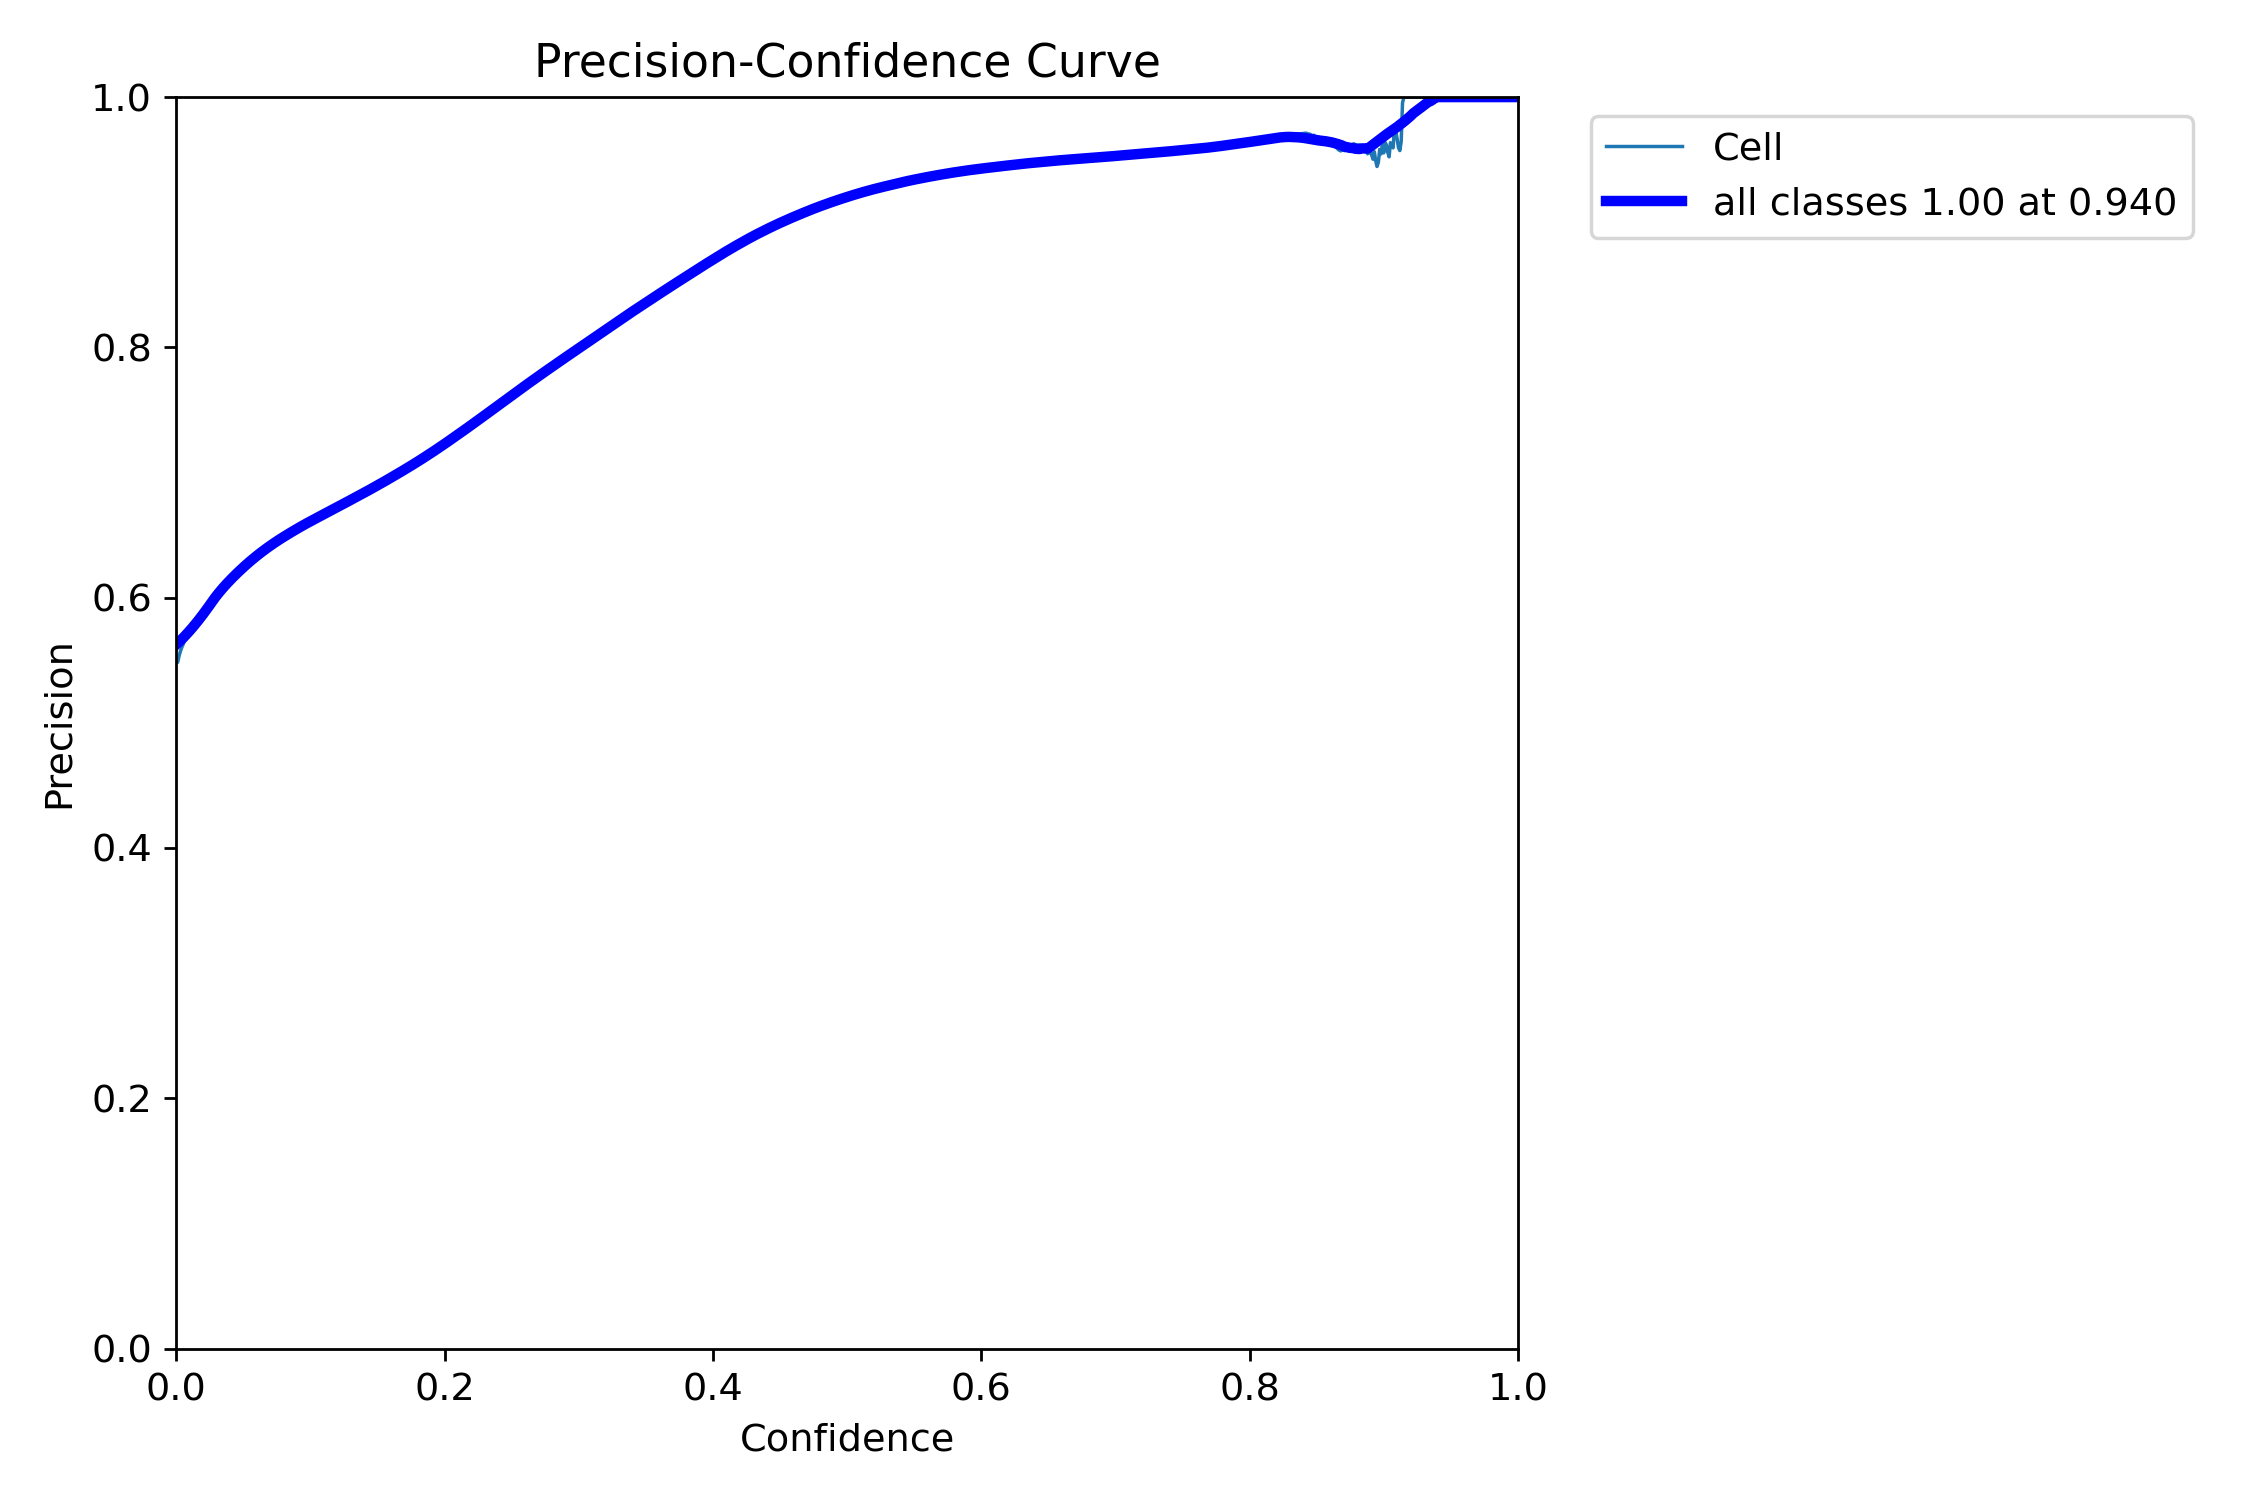 Precision-Confidence Curve
1.0
0.8
0.6
0.4
0.2
0.0
Precision
0.0 0.2 0.4 0.6 0.8 1.0
Confidence
Cell
all classes 1.00 at 0.940